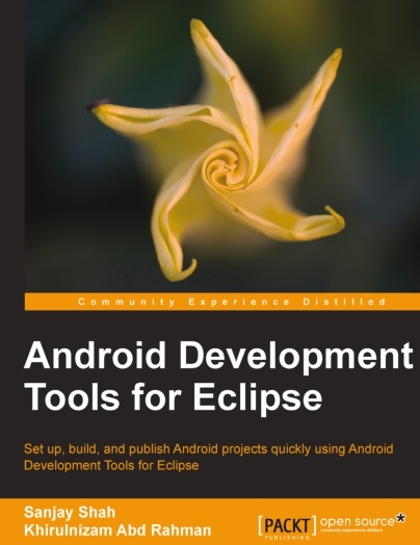 Community Experience Distilled
Android Development
Tools for Eclipse
Set up, build, and publish Android projects quickly using Android
Development Tools for Eclipse
Sanjay Shah
Khirulnizam Abd Rahman
[PACKT]
PUBLISHING
open source*
community experience distilled